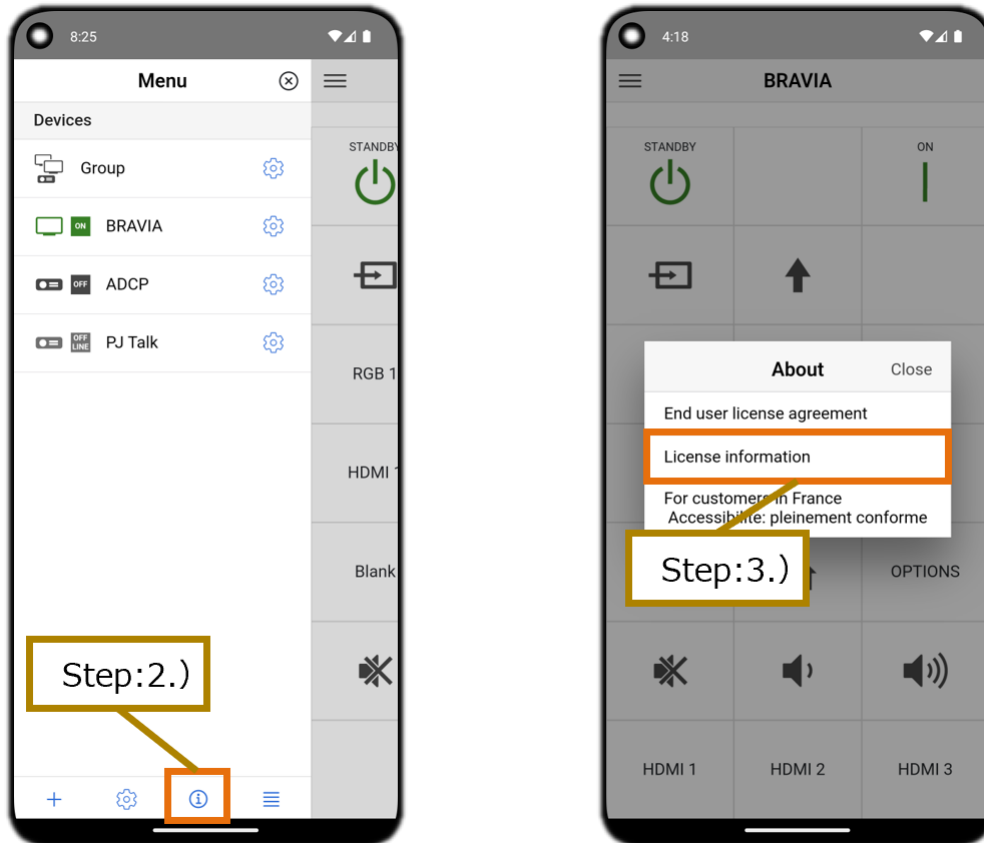 8:25
Menu
Devices
Group
ON
BRAVIA
OFF
ADCP
OFF
LINE
PJ Talk
STANDBY
RGB 1
HDMI 1
Blank
Step:2.)
4:18
BRAVIA
STANDBY
ON
About
Close
End user license agreement
License information
For customers in France
Accessibilite: pleinement conforme
Step:3.)
OPTIONS
HDMI 1
HDMI 2
HDMI 3